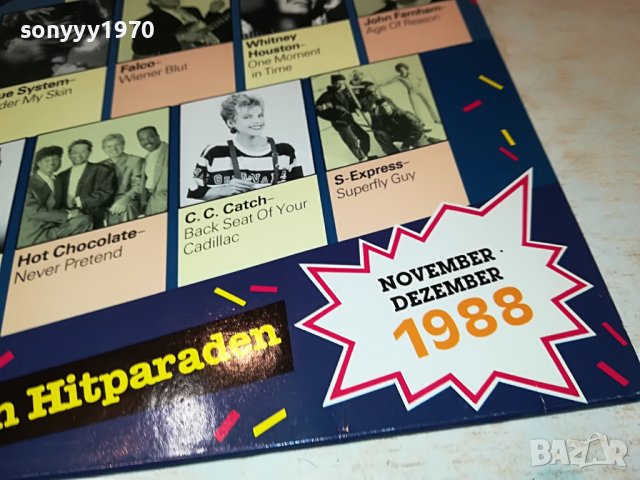 sonyyy1970
John Farnham–
Age Of Reason
Whitney
Houston–
One Moment
in Time
Falco–
Wiener Blut
ue System–
der My Skin
S-Express–
Superfly Guy
C. C. Catch–
Back Seat Of Your
Cadillac
Hot Chocolate–
Never Pretend
NOVEMBER ·
DEZEMBER
1988
n Hitparaden
BAZAR